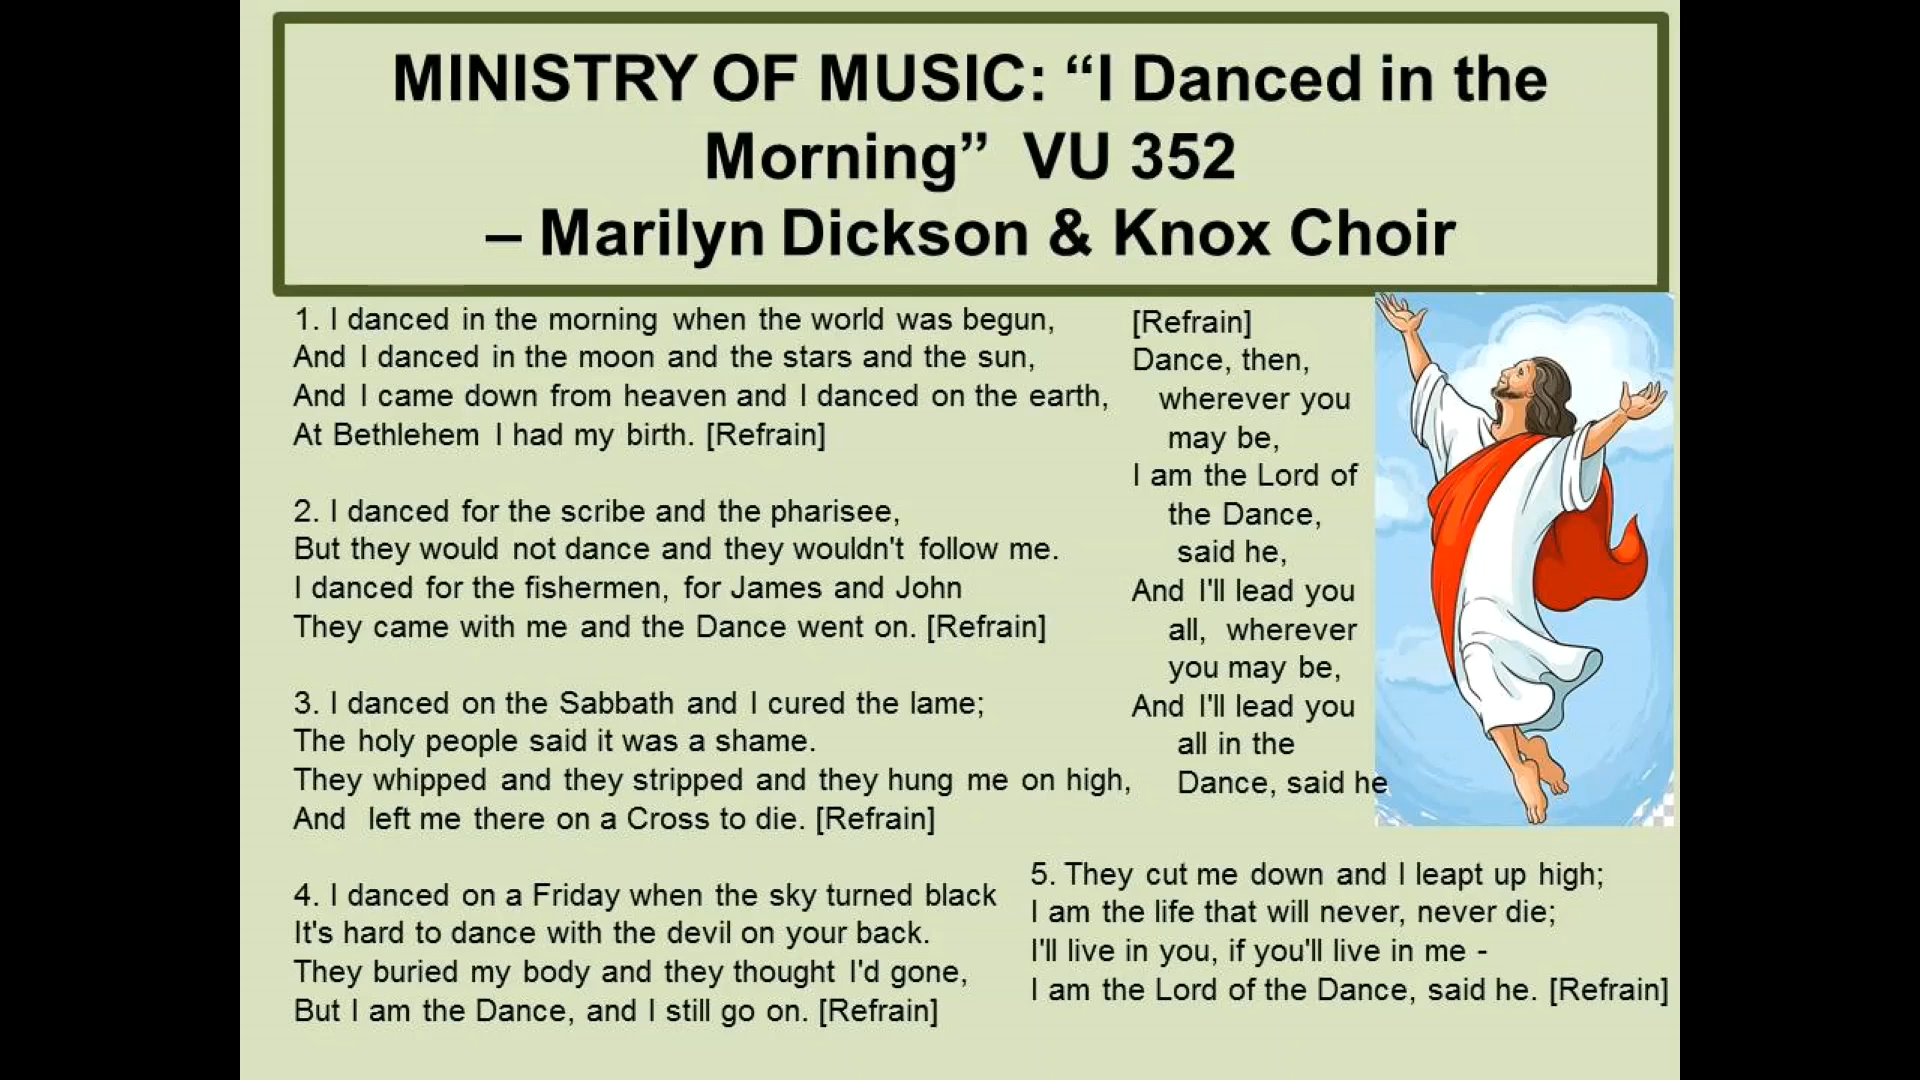 MINISTRY OF MUSIC: “I Danced in the
Morning” VU 352
– Marilyn Dickson & Knox Choir
1. I danced in the morning when the world was begun,
And I danced in the moon and the stars and the sun,
And I came down from heaven and I danced on the earth,
At Bethlehem I had my birth. [Refrain]
2. I danced for the scribe and the pharisee,
But they would not dance and they wouldn't follow me.
I danced for the fishermen, for James and John
They came with me and the Dance went on. [Refrain]
3. I danced on the Sabbath and I cured the lame;
The holy people said it was a shame.
They whipped and they stripped and they hung me on high,
And left me there on a Cross to die. [Refrain]
4. I danced on a Friday when the sky turned black
It's hard to dance with the devil on your back.
They buried my body and they thought I'd gone,
But I am the Dance, and I still go on. [Refrain]
[Refrain]
Dance, then,
wherever you
may be,
I am the Lord of
the Dance,
said he,
And I'll lead you
all, wherever
you may be,
And I'll lead you
all in the
Dance, said he
5. They cut me down and I leapt up high;
I am the life that will never, never die;
I'll live in you, if you'll live in me -
I am the Lord of the Dance, said he. [Refrain]